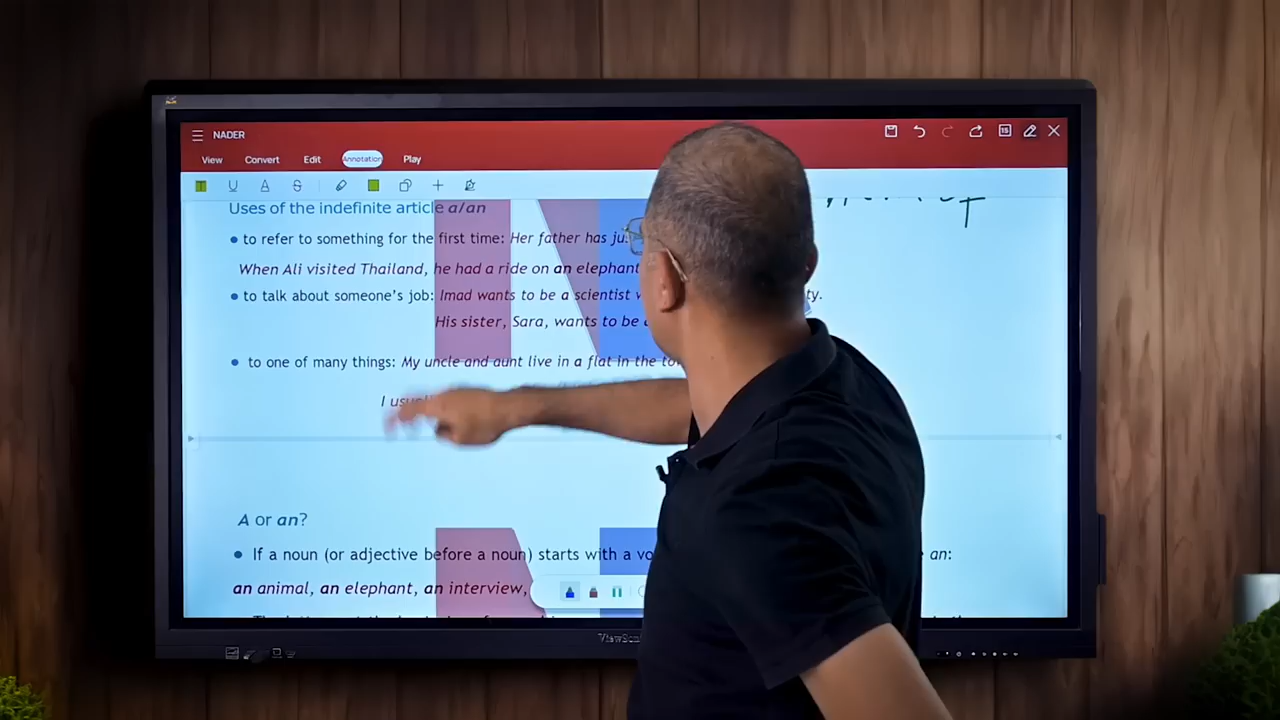 NADER
View Convert Edit Annotation Play
Uses of the indefinite article a/an
• to refer to something for the first time: Her father has
When Ali visited Thailand, he had a ride on an elephant
• to talk about someone's job: Imad wants to be a scientist
His sister, Sara, wants to be
• to one of many things: My uncle and aunt live in a flat in the
I
A or an?
• If a noun (or adjective before a noun) starts with a an:
an animal, an elephant, an interview,